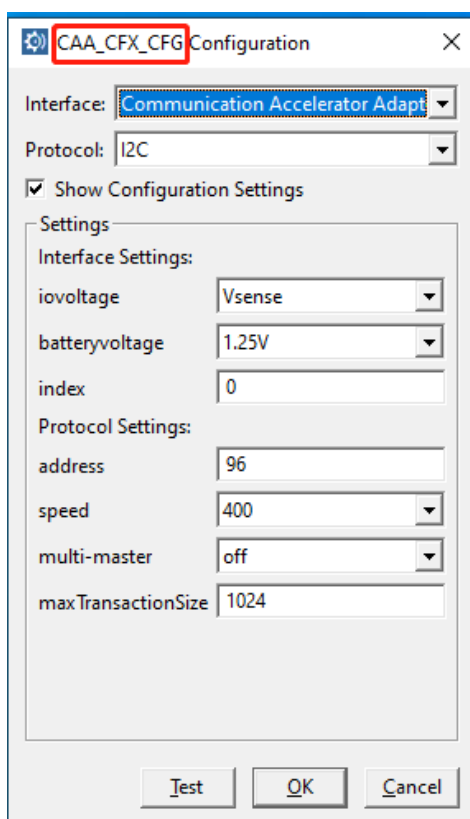 CAA_CFX_CFG Configuration
Interface: Communication Accelerator Adapt
Protocol: I2C
Show Configuration Settings
Settings
Interface Settings:
iovoltage Vsense
batteryvoltage 1.25V
index 0
Protocol Settings:
address 96
speed 400
multi-master off
maxTransactionSize 1024
Test OK Cancel